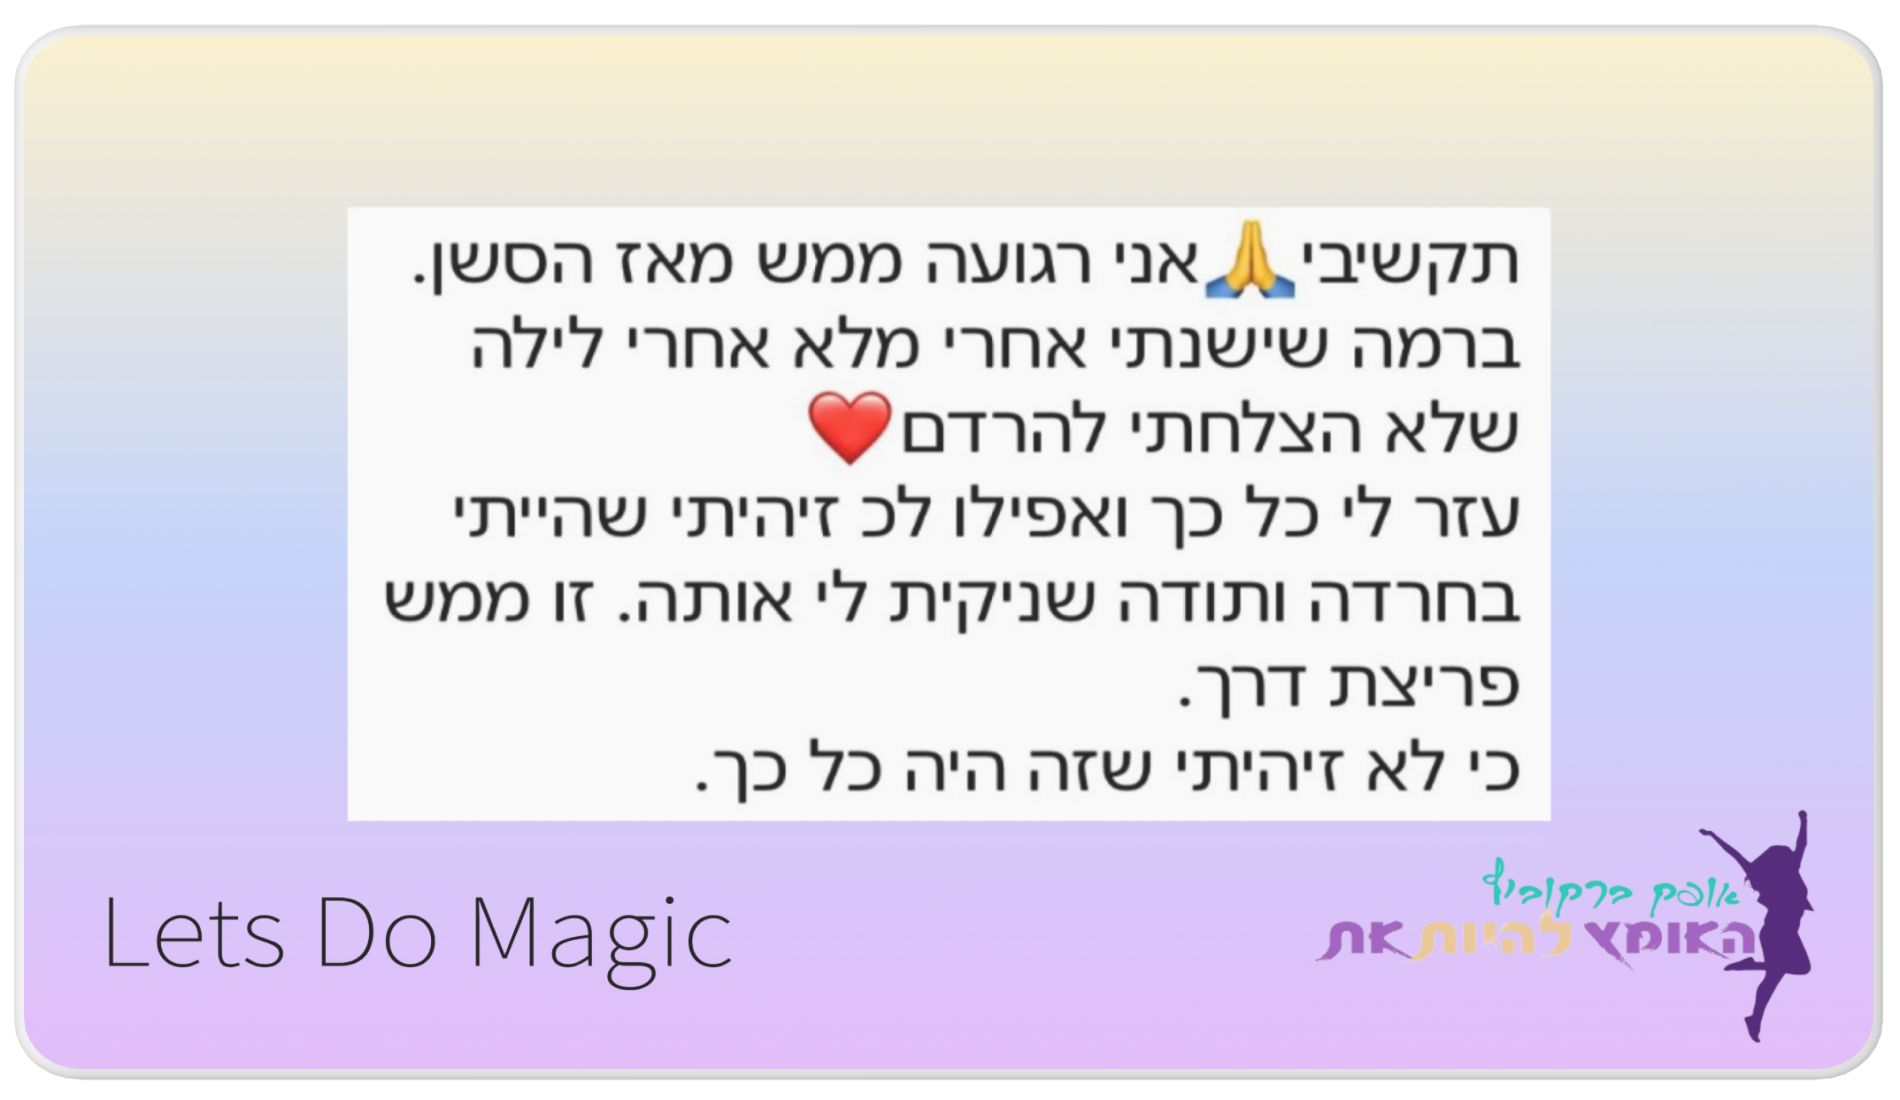 תקשיבי🙏אני רגועה ממש מאז הסשן.
ברמה שישנתי אחרי מלא אחרי לילה
שלא הצלחתי להרדם❤️
עזר לי כל כך ואפילו לכ זיהיתי שהייתי
בחרדה ותודה שניקית לי אותה. זו ממש
פריצת דרך.
כי לא זיהיתי שזה היה כל כך.
אופק ברקוביץ
האומץ להיות את
Lets Do Magic